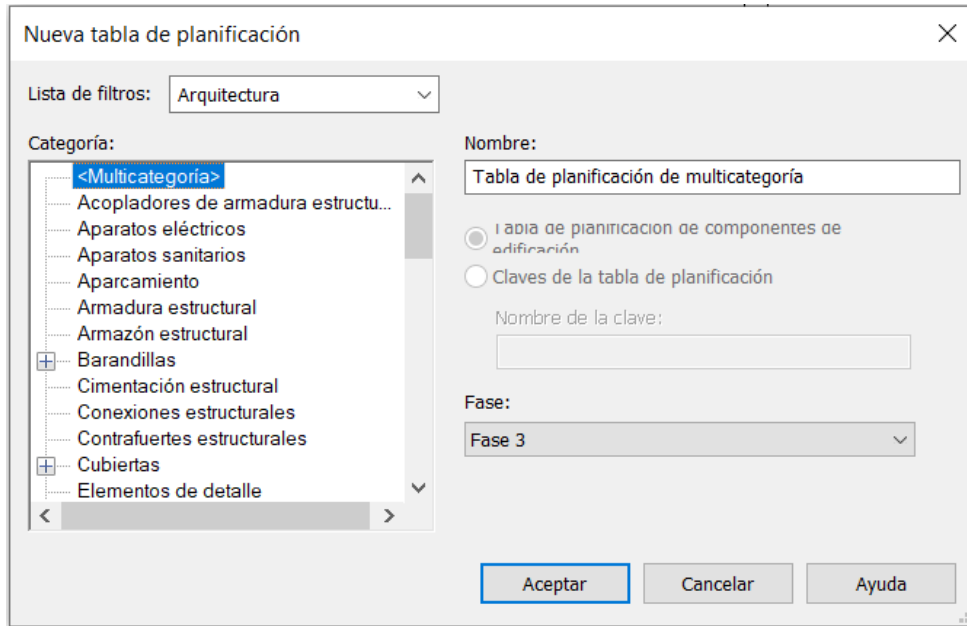 Nueva tabla de planificación
Lista de filtros: Arquitectura
Categoría:
<Multicategoría>
Acopladores de armadura estructu...
Aparatos eléctricos
Aparatos sanitarios
Aparcamiento
Armadura estructural
Armazón estructural
Barandillas
Cimentación estructural
Conexiones estructurales
Contrafuertes estructurales
Cubiertas
Elementos de detalle
Nombre:
Tabla de planificación de multicategoría
Tabla de planificación de componentes de
edificación
Claves de la tabla de planificación
Nombre de la clave:
Fase:
Fase 3
Aceptar Cancelar Ayuda